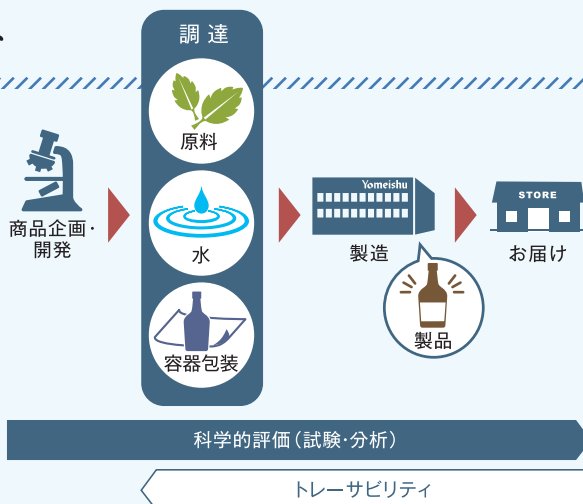 調達
原料
水
容器包装
商品企画・
開発
Yomeishu
製造
製品
STORE
お届け
科学的評価(試験・分析)
トレーサビリティ